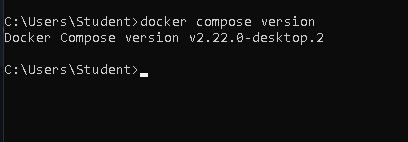 C:\Users\Student>docker compose version
Docker Compose version v2.22.0-desktop.2
C:\Users\Student>